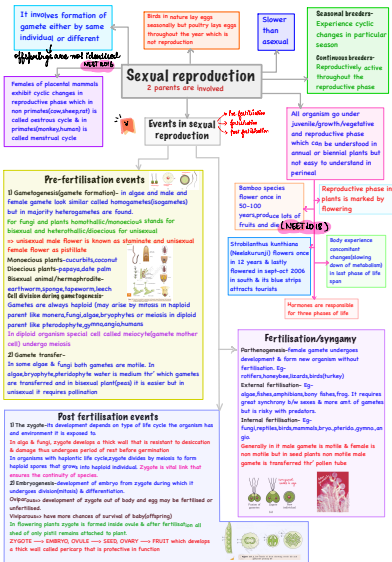 It involves formation of
gamete either by same
individual or different
offsprings are not identical
NEET 2016
Birds in nature lay eggs
seasonally but poultry lays eggs
throughout the year which is
not reproduction
Slower
than
asexual
Seasonal breeders-
Experience cyclic
changes in particular
season
Continuous breeders-
Reproductively active
throughout the
reproductive phase
Sexual reproduction
2 parents are involved
Females of placental mammals
exhibit cyclic changes in
reproductive phase which in
non primates(cow,sheep,rat) is
called oestrous cycle & in
primates(monkey,human) is
called menstrual cycle
Events in sexual
reproduction
Pre fertilization
fertilization
Post fertilization
All organism go under
juvenile/growth/vegetative
and reproductive phase
which can be understood in
annual or biennial plants but
not easy to understand in
perineal
Pre-fertilisation events
1) Gametogenesis(gamete formation)- in algae and male and
female gamete look similar called homogametes(isogametes)
but in majority heterogametes are found.
For fungi and plants homothallic/monoecious stands for
bisexual and heterothallic/dioecious for unisexual
=> unisexual male flower is known as staminate and unisexual
female flower as pistillate
Monoecious plants-cucurbits,coconut
Dioecious plants-papaya,date palm
Bisexual animal/hermaphrodite-
earthworm,sponge,tapeworm,leech
Cell division during gametogenesis-
Gametes are always haploid (may arise by mitosis in haploid
parent like monera,fungi,algae,bryophytes or meiosis in diploid
parent like pteridophyte,gymno,angio,humans
In diploid organism special cell called meiocyte(gamete mother
cell) undergo meiosis
2) Gamete transfer-
In some algae & fungi both gametes are motile. In
algae,bryophyte,pteridophyte water is medium thr' which gametes
are transferred and in bisexual plant(peas) it is easier but in
unisexual it requires pollination
Bamboo species
flower once in
50-100
years,produce lots of
fruits and die
(NEET 2018)
Reproductive phase in
plants is marked by
flowering
Strobilanthus kunthiana
(Neelakuruji) flowers once
in 12 years & lastly
flowered in sept-oct 2006
in south & its blue strips
attracts tourists
Body experience
concomitant
changes(slowing
down of metabolism)
in last phase of life
span
Hormones are responsible
for three phases of life
Fertilisation/syngamy
Parthenogenesis-female gamete undergoes
development & form new organism without
fertilisation. Eg-
rotifers,honeybee,lizards,birds(turkey)
External fertilisation- Eg-
algae,fishes,amphibians,bony fishes,frog. It requires
great synchrony b/w sexes & more amt of gametes
but is risky with predators.
Internal fertilisation- Eg-
fungi,reptiles,birds,mammals,bryo,pterido,gymno,an
gio.
Generally in it male gamete is motile & female is
non motile but in seed plants non motile male
gamete is transferred thr' pollen tube
Post fertilisation events
1) The zygote-its development depends on type of life cycle the organism has
and environment it is exposed to.
In alga & fungi, zygote develops a thick wall that is resistant to desiccation
& damage thus undergoes period of rest before germination
In organisms with haplontic life cycle,zygote divides by meiosis to form
haploid spores that grow into haploid individual. Zygote is vital link that
ensures the continuity of species.
2) Embryogenesis-development of embryo from zygote during which it
undergoes division(mitosis) & differentiation.
Oviparous=> development of zygote out of body and egg may be fertilised or
unfertilised.
Viviparous=> have more chances of survival of baby(offspring)
In flowering plants zygote is formed inside ovule & after fertilisation all
shed of only pistil remains attached to plant.
ZYGOTE → EMBRYO, OVULE → SEED, OVARY → FRUIT which develops
a thick wall called pericarp that is protective in function